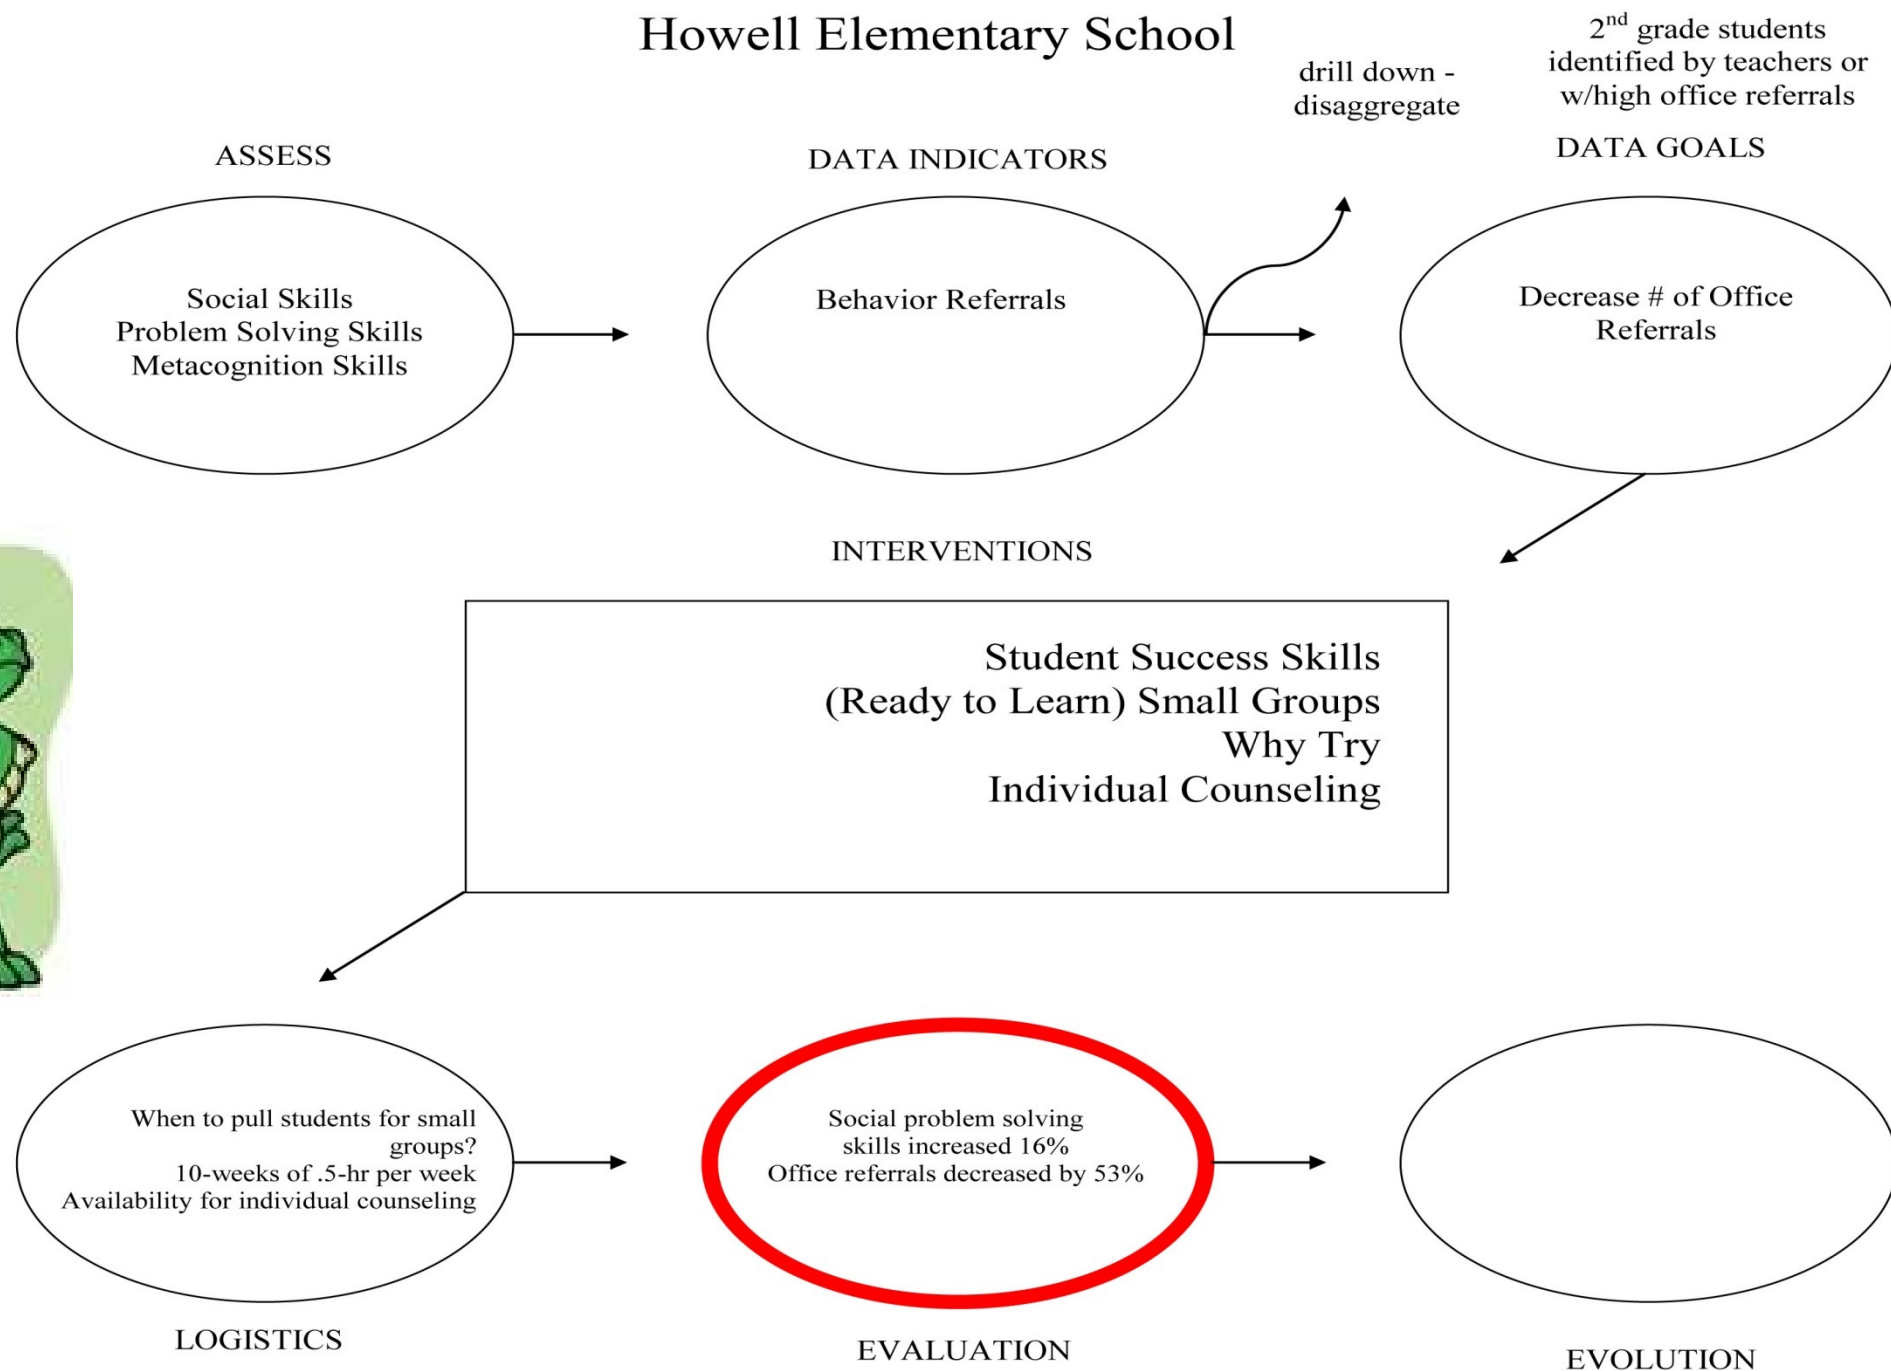 Howell Elementary School
drill down -
disaggregate
2nd grade students
identified by teachers or
w/high office referrals
ASSESS
DATA INDICATORS
DATA GOALS
Social Skills
Problem Solving Skills
Metacognition Skills
Behavior Referrals
Decrease # of Office
Referrals
INTERVENTIONS
Student Success Skills
(Ready to Learn) Small Groups
Why Try
Individual Counseling
When to pull students for small
groups?
10-weeks of .5-hr per week
Availability for individual counseling
Social problem solving
skills increased 16%
Office referrals decreased by 53%
LOGISTICS
EVALUATION
EVOLUTION